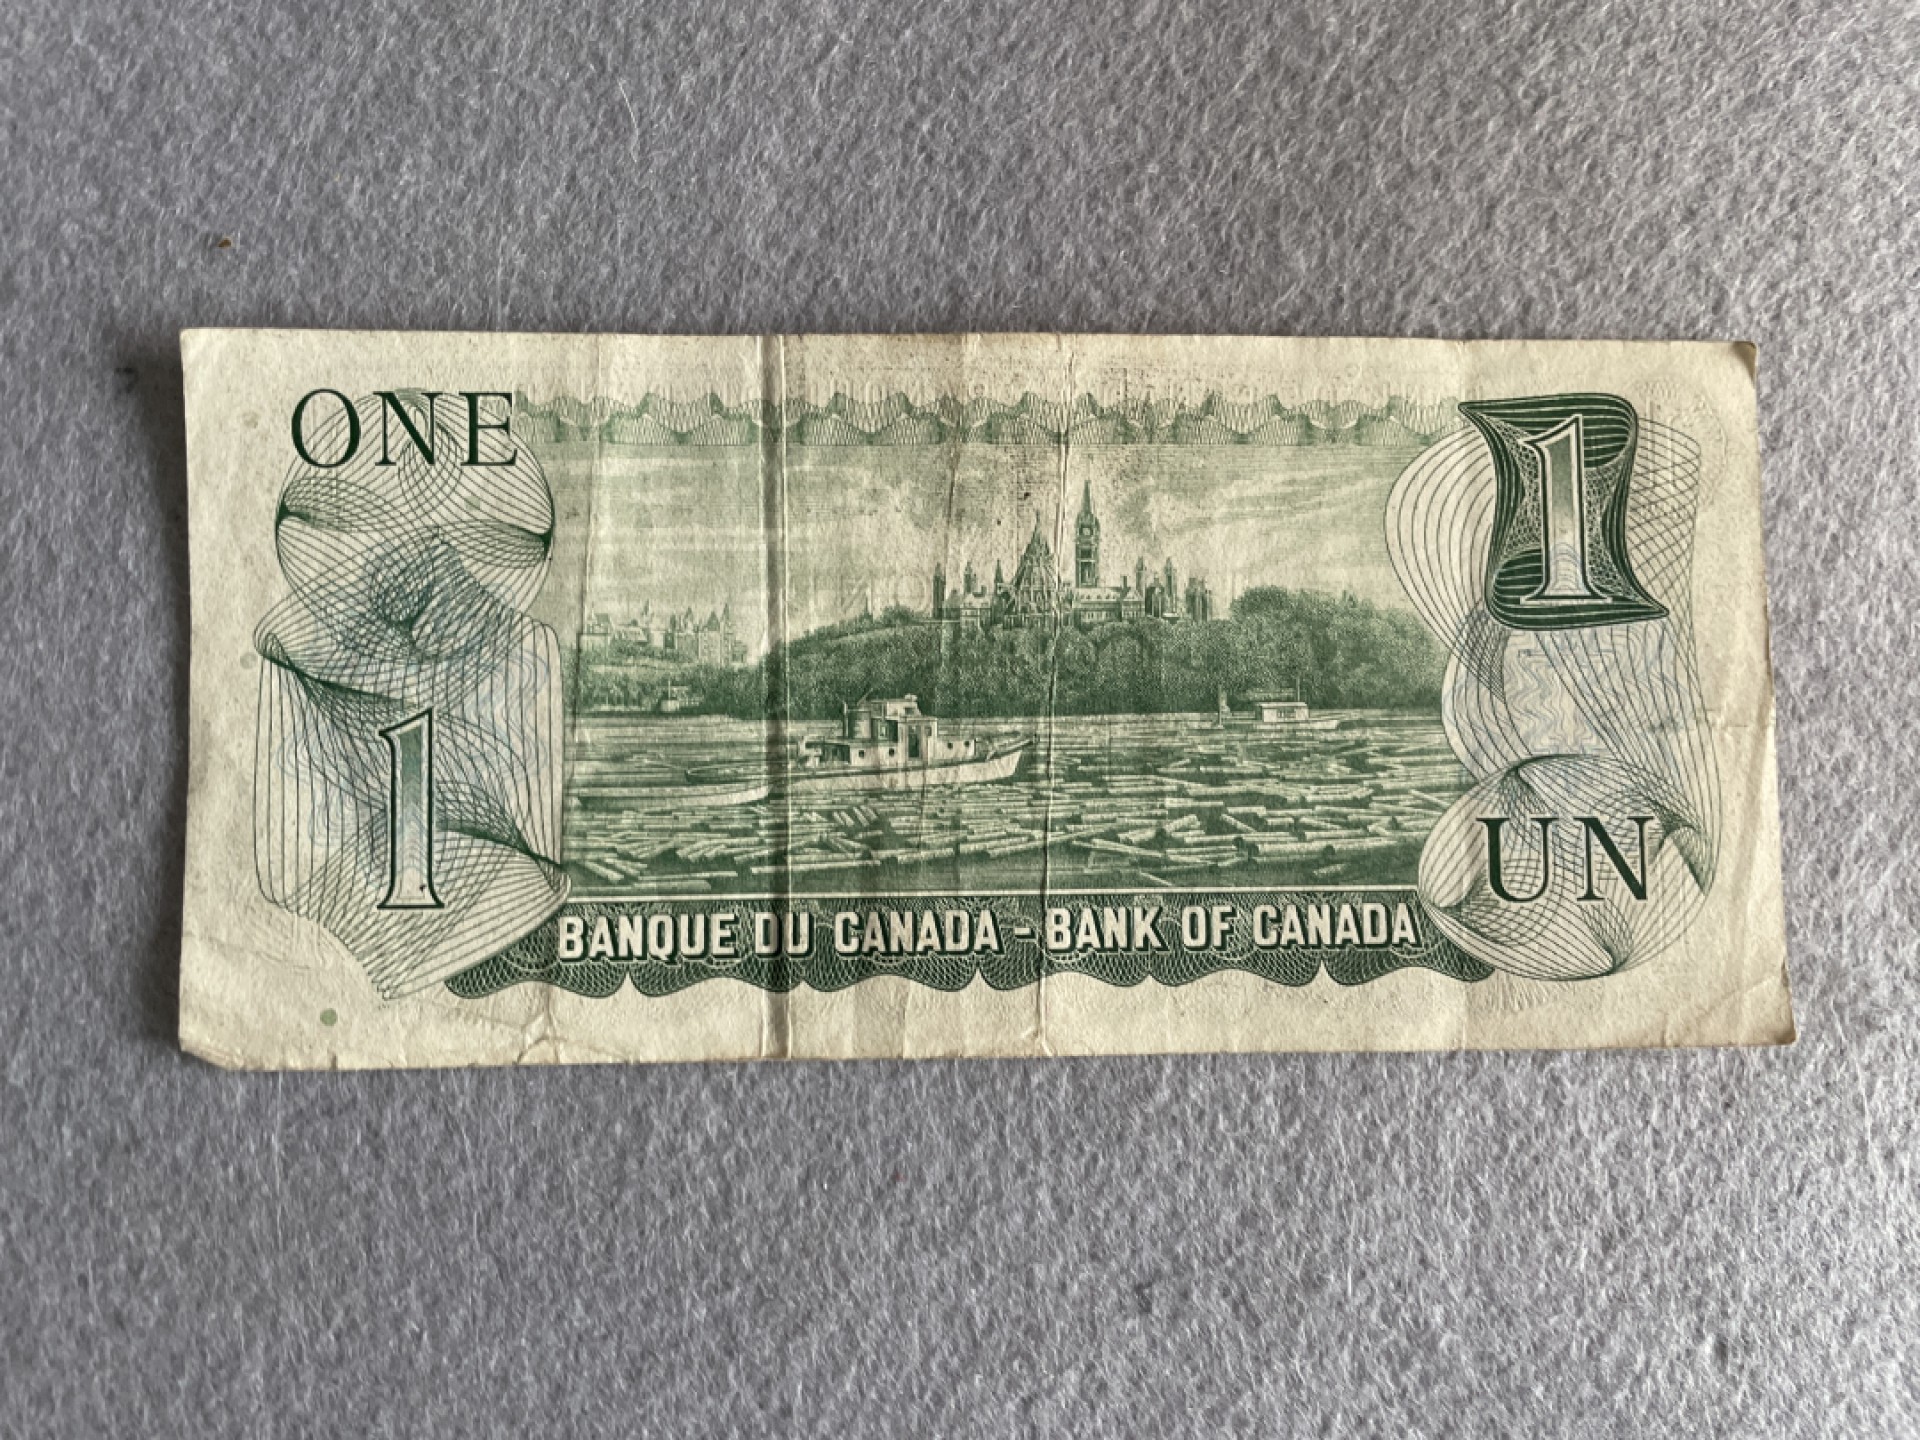 ONE
1
1
UN
BANQUE DU CANADA - BANK OF CANADA